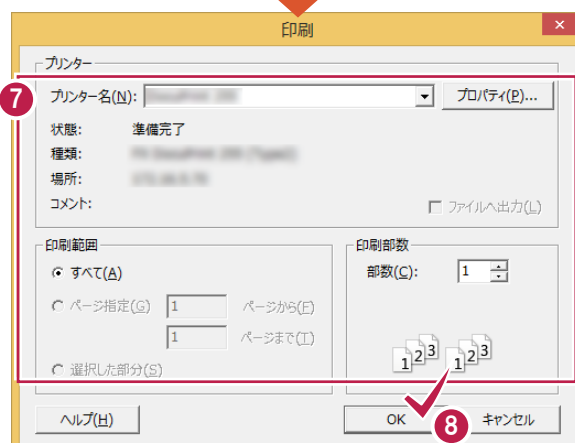 印刷
×
プリンター
7
プリンター名(N):
プロパティ(P)...
状態: 準備完了
種類:
場所:
コメント:
ファイルへ出力(L)
印刷範囲
すべて(A)
ページ指定(G) 1 ページから(F)
1 ページまで(T)
選択した部分(S)
印刷部数
部数(C): 1
1 2 3 1 2 3
ヘルプ(H)
OK
8
キャンセル